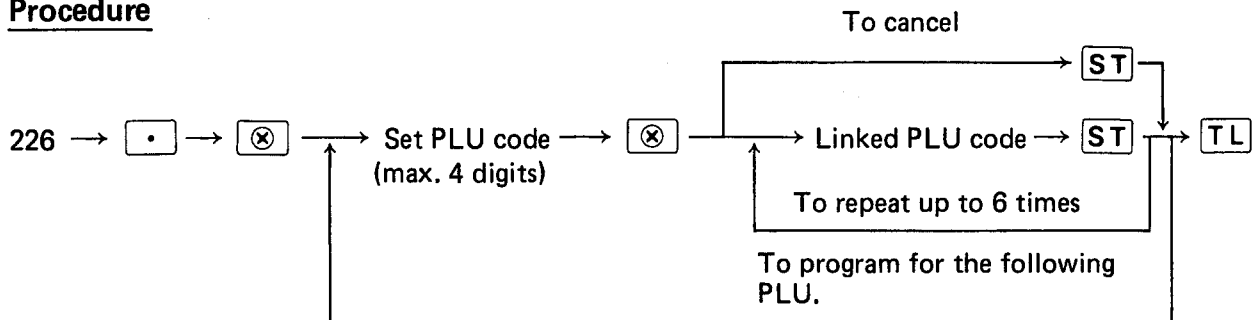 Procedure
To cancel
ST
226 → · → ⊗ → Set PLU code → ⊗ → Linked PLU code → ST → TL
(max. 4 digits)
To repeat up to 6 times
To program for the following
PLU.